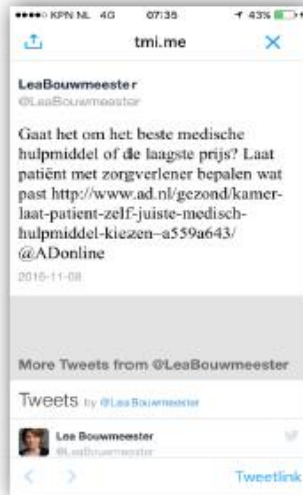 KPN NL 4G 07:35 43%
tmi.me
LeaBouwmeester
@LeaBouwmeester
Gaat het om het beste medische
hulpmiddel of de laagste prijs? Laat
patiënt met zorgverlener bepalen wat
past http://www.ad.nl/gezond/kamer-
laat-patient-zelf-juiste-medisch-
hulpmiddel-kiezen~a559a643/
@ADonline
2016-11-08
More Tweets from @LeaBouwmeester
Tweets by @LeaBouwmeester
Lea Bouwmeester
@LeaBouwmeester
Tweetlink